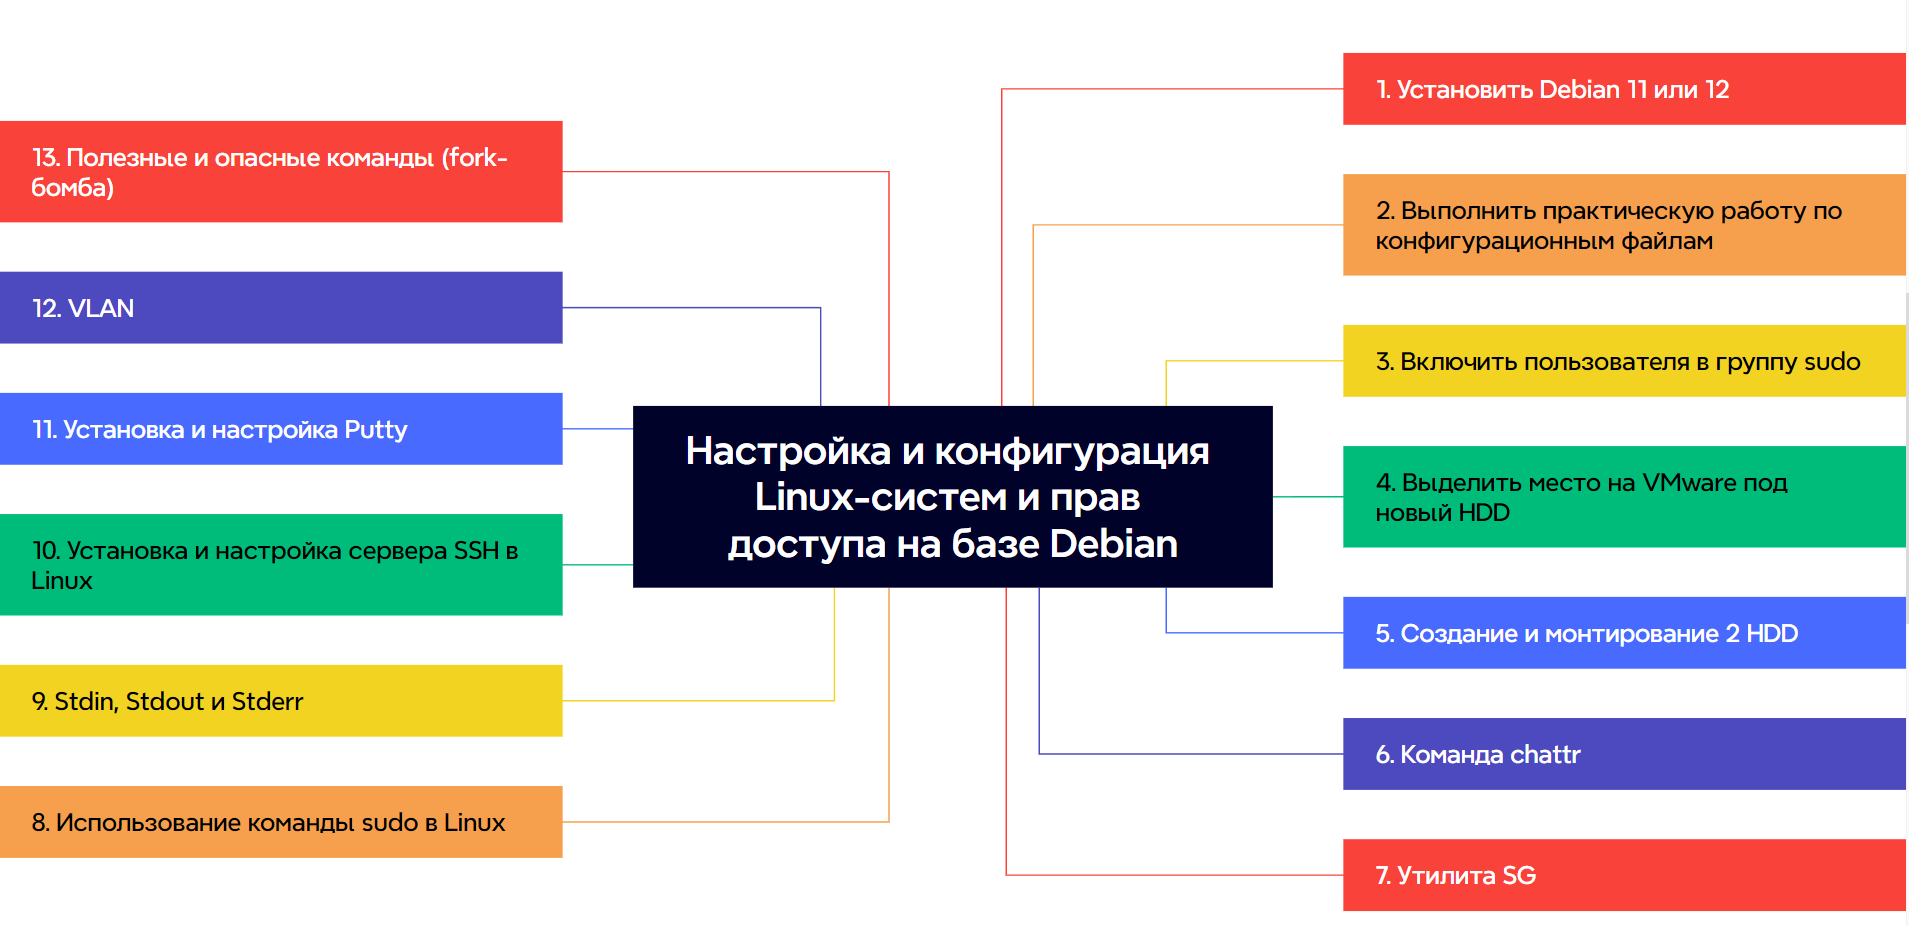 Настройка и конфигурация
Linux-систем и прав
доступа на базе Debian
1. Установить Debian 11 или 12
2. Выполнить практическую работу по
конфигурационным файлам
3. Включить пользователя в группу sudo
4. Выделить место на VMware под
новый HDD
5. Создание и монтирование 2 HDD
6. Команда chattr
7. Утилита SG
8. Использование команды sudo в Linux
9. Stdin, Stdout и Stderr
10. Установка и настройка сервера SSH в
Linux
11. Установка и настройка Putty
12. VLAN
13. Полезные и опасные команды (fork-
бомба)